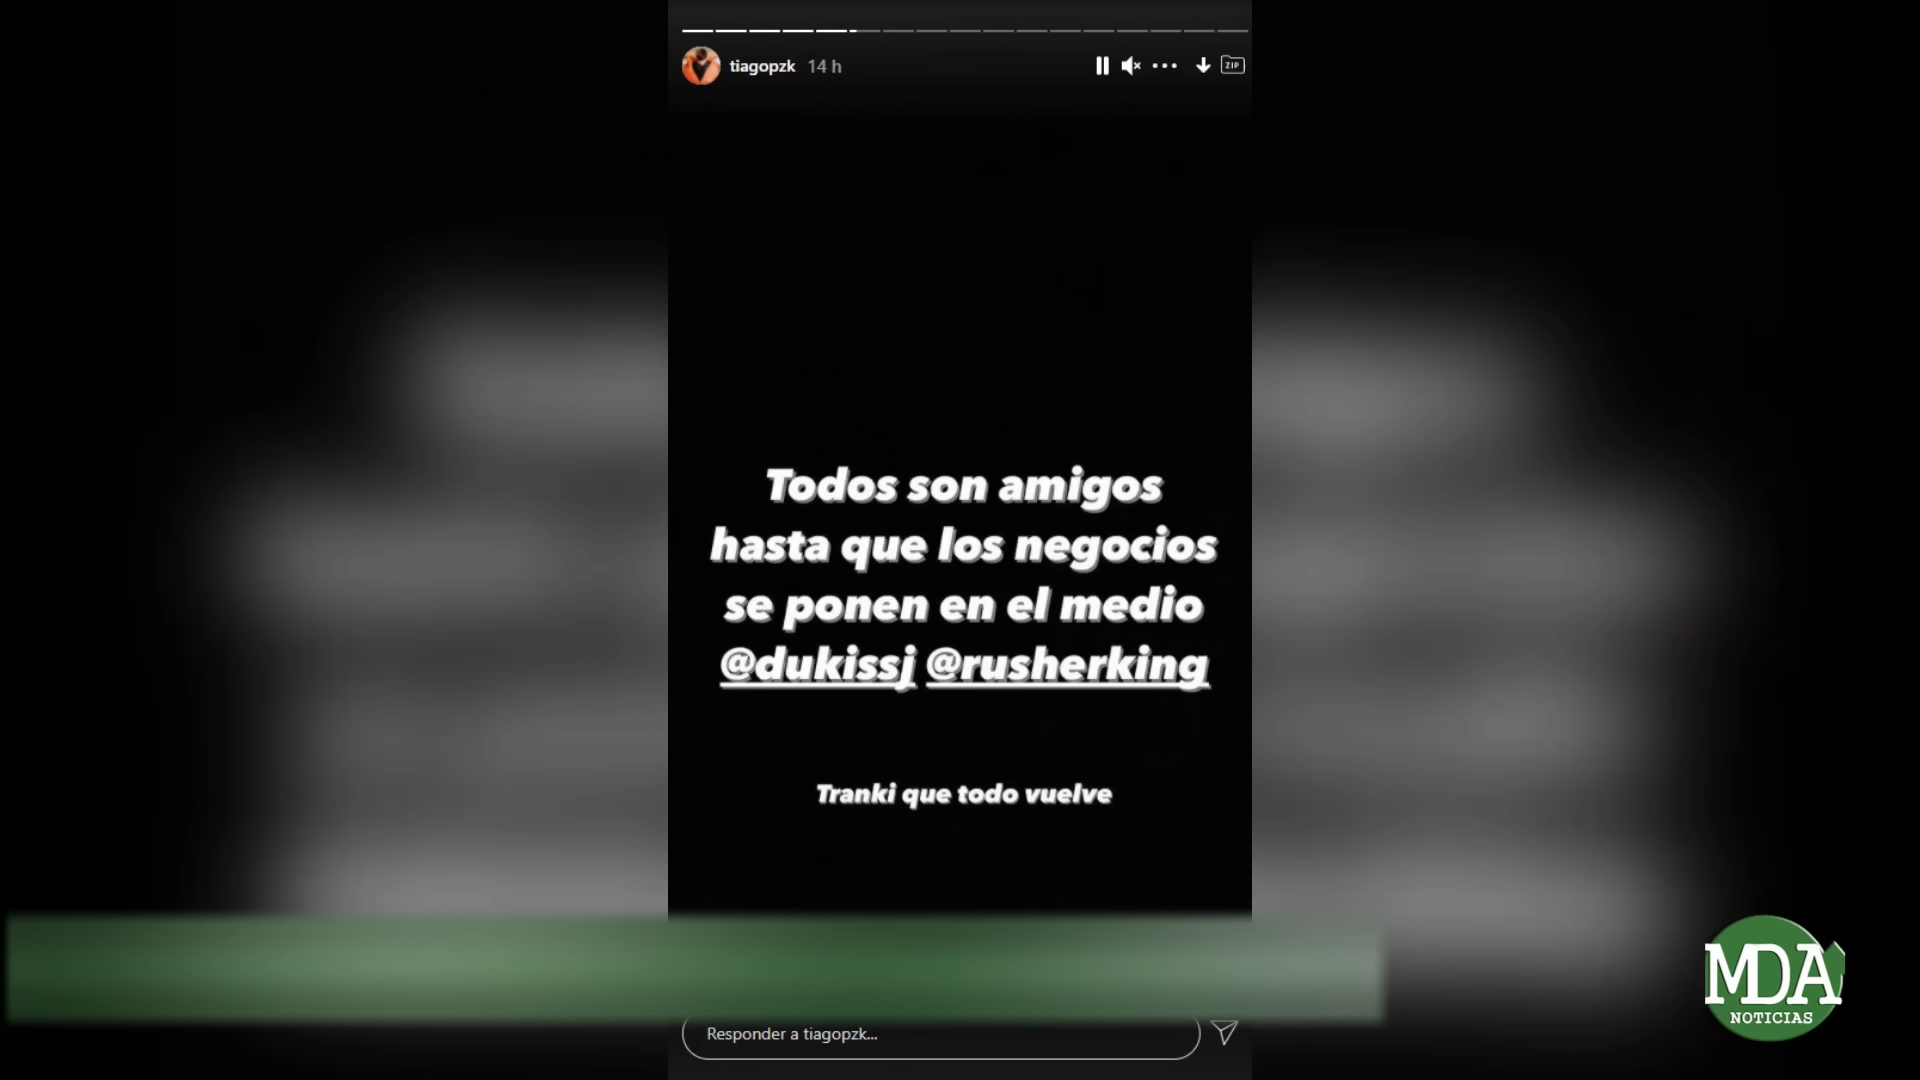 tiagopzk 14 h
ZIP
Todos son amigos
hasta que los negocios
se ponen en el medio
@dukissj @rusherking
Tranki que todo vuelve
Responder a tiagopzk...
MDA
NOTICIAS